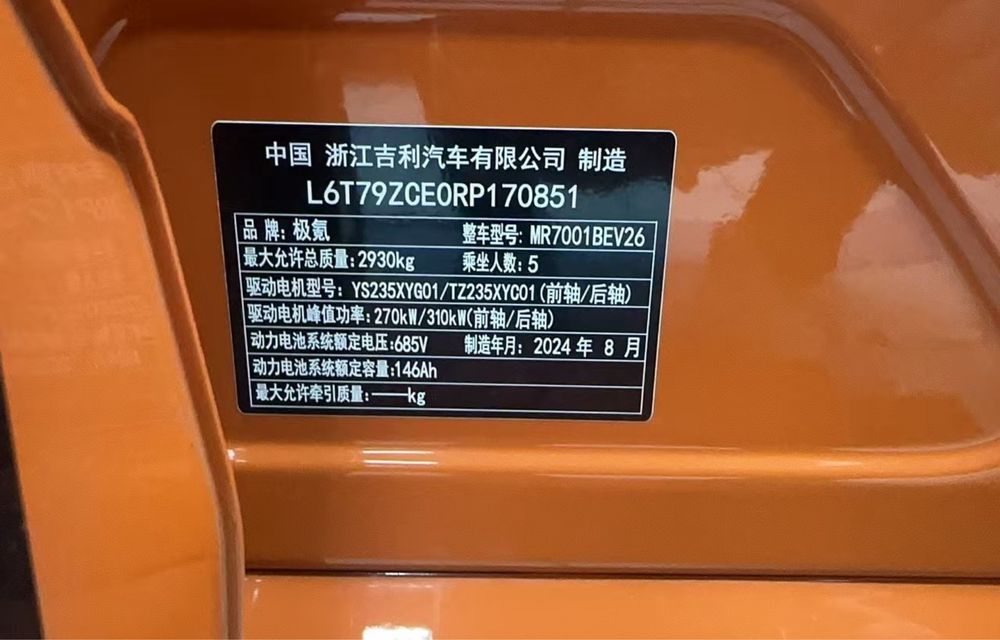 中国 浙江吉利汽车有限公司 制造
L6T79ZCE0RP170851
品 牌: 极氪 整车型号: MR7001BEV26
最大允许总质量:2930kg 乘坐人数: 5
驱动电机型号: YS235XYG01/TZ235XYC01(前轴/后轴)
驱动电机峰值功率:270kW/310kW(前轴/后轴)
动力电池系统额定电压:685V 制造年月: 2024 年 8 月
动力电池系统额定容量:146Ah
最大允许牵引质量:——kg